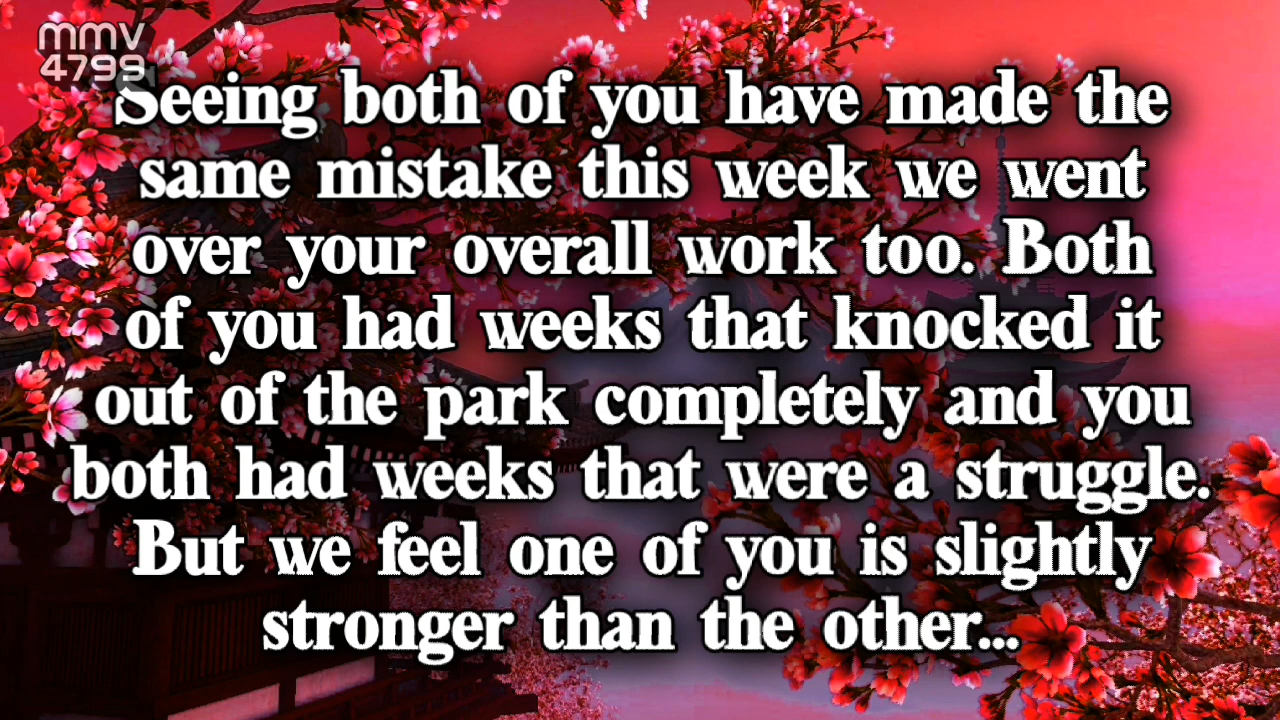 mmv
4799
Seeing both of you have made the
same mistake this week we went
over your overall work too. Both
of you had weeks that knocked it
out of the park completely and you
both had weeks that were a struggle.
But we feel one of you is slightly
stronger than the other...